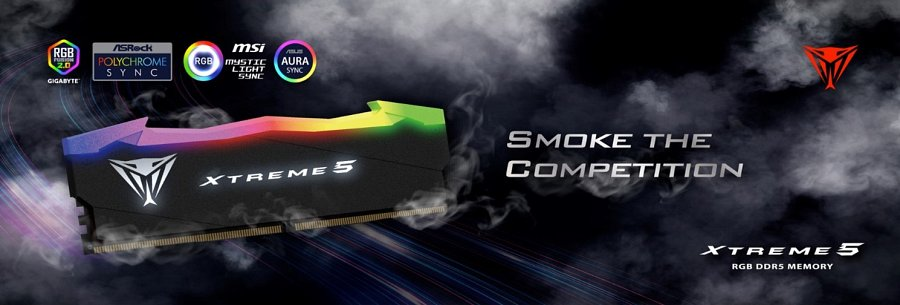 RGB
FUSION
2.0
GIGABYTE™
ASRock
POLYCHROME
SYNC
RGB
msi
MYSTIC
LIGHT
SYNC
ASUS
AURA
SYNC
XTREME 5
SMOKE THE
COMPETITION
XTREME 5
RGB DDR5 MEMORY